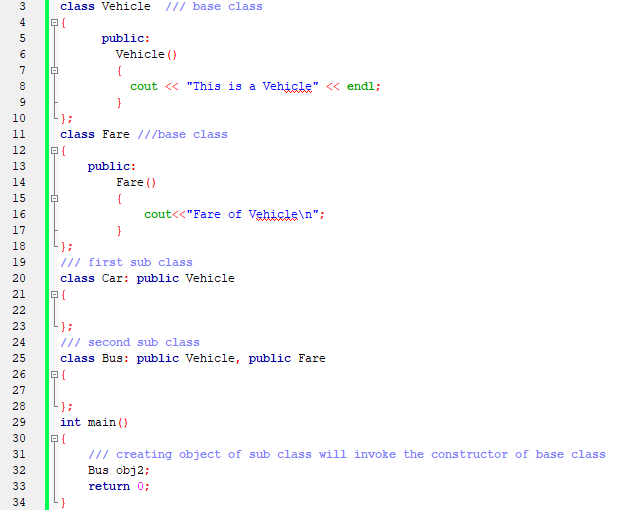 3 class Vehicle /// base class
4 {
5 public:
6 Vehicle()
7 {
8 cout << "This is a Vehicle" << endl;
9 }
10 };
11 class Fare ///base class
12 {
13 public:
14 Fare()
15 {
16 cout<<"Fare of Vehicle\n";
17 }
18 };
19 /// first sub class
20 class Car: public Vehicle
21 {
22
23 };
24 /// second sub class
25 class Bus: public Vehicle, public Fare
26 {
27
28 };
29 int main()
30 {
31 /// creating object of sub class will invoke the constructor of base class
32 Bus obj2;
33 return 0;
34 }